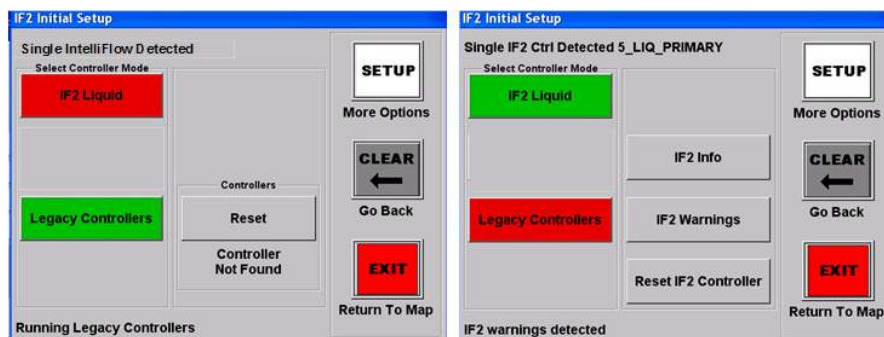 IF2 Initial Setup
Single IntelliFlow Detected
Select Controller Mode
IF2 Liquid
Legacy Controllers
Controllers
Reset
Controller
Not Found
Running Legacy Controllers
SETUP
More Options
CLEAR
Go Back
EXIT
Return To Map
IF2 Initial Setup
Single IF2 Ctrl Detected 5_LIQ_PRIMARY
Select Controller Mode
IF2 Liquid
Legacy Controllers
IF2 Info
IF2 Warnings
Reset IF2 Controller
IF2 warnings detected
SETUP
More Options
CLEAR
Go Back
EXIT
Return To Map